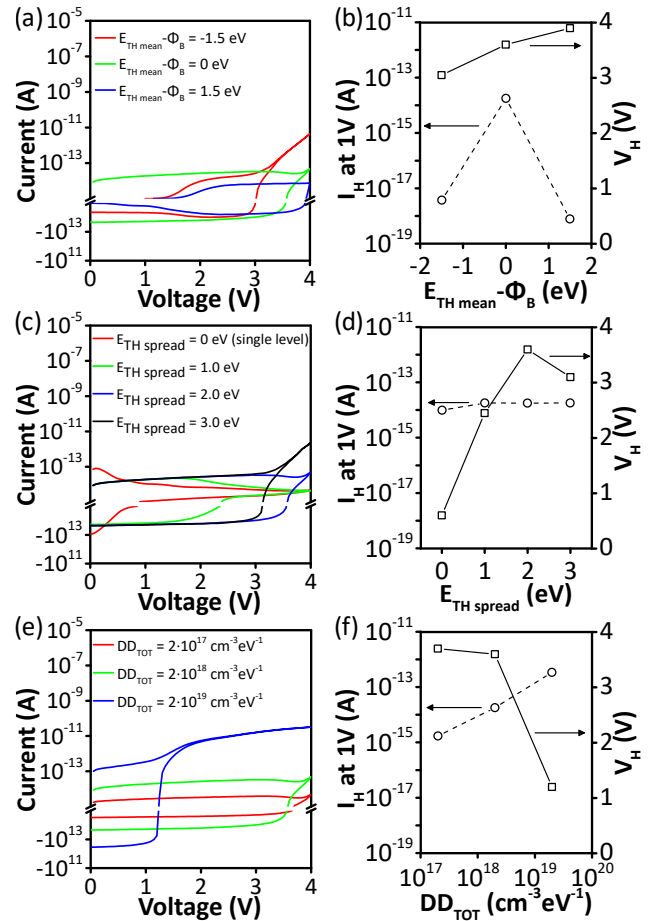 (a)
E_TH mean-Φ_B = -1.5 eV
E_TH mean-Φ_B = 0 eV
E_TH mean-Φ_B = 1.5 eV
Current (A)
10^-5
10^-7
10^-9
10^-11
10^-13
-10^13
-10^11
0 1 2 3 4
Voltage (V)
(b)
I_H at 1V (A)
10^-11
10^-13
10^-15
10^-17
10^-19
4
3
2
1
0
V_H (V)
-2 -1 0 1 2
E_TH mean-Φ_B (eV)
(c)
E_TH spread = 0 eV (single level)
E_TH spread = 1.0 eV
E_TH spread = 2.0 eV
E_TH spread = 3.0 eV
Current (A)
10^-5
10^-7
10^-9
10^-11
10^-13
-10^13
-10^11
0 1 2 3 4
Voltage (V)
(d)
I_H at 1V (A)
10^-11
10^-13
10^-15
10^-17
10^-19
4
3
2
1
0
V_H (V)
0 1 2 3
E_TH spread (eV)
(e)
DD_TOT = 2·10^17 cm^-3eV^-1
DD_TOT = 2·10^18 cm^-3eV^-1
DD_TOT = 2·10^19 cm^-3eV^-1
Current (A)
10^-5
10^-7
10^-9
10^-11
10^-13
-10^13
-10^11
0 1 2 3 4
Voltage (V)
(f)
I_H at 1V (A)
10^-11
10^-13
10^-15
10^-17
10^-19
4
3
2
1
0
V_H (V)
10^17 10^18 10^19 10^20
DD_TOT (cm^-3eV^-1)